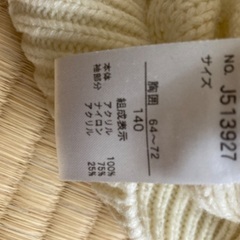 NO. J513927
サイズ
胸囲 64〜72
140
組成表示
本体 アクリル 100%
袖部分 ナイロン 75%
アクリル 25%